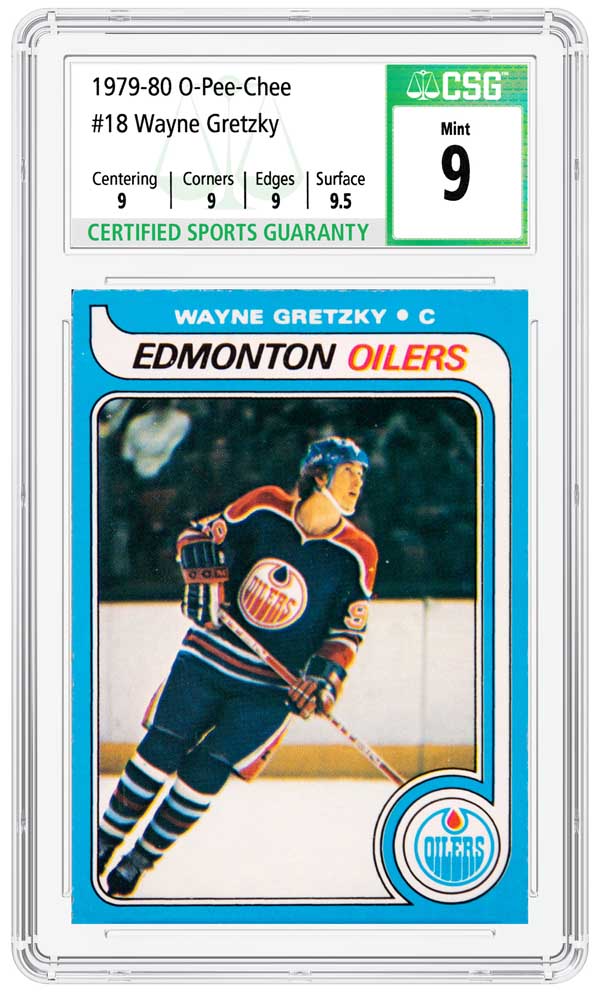 1979-80 O-Pee-Chee
#18 Wayne Gretzky
Centering Corners Edges Surface
9 9 9 9.5
CERTIFIED SPORTS GUARANTY
CSG
Mint
9
WAYNE GRETZKY • C
EDMONTON OILERS
OILERS
9
OILERS